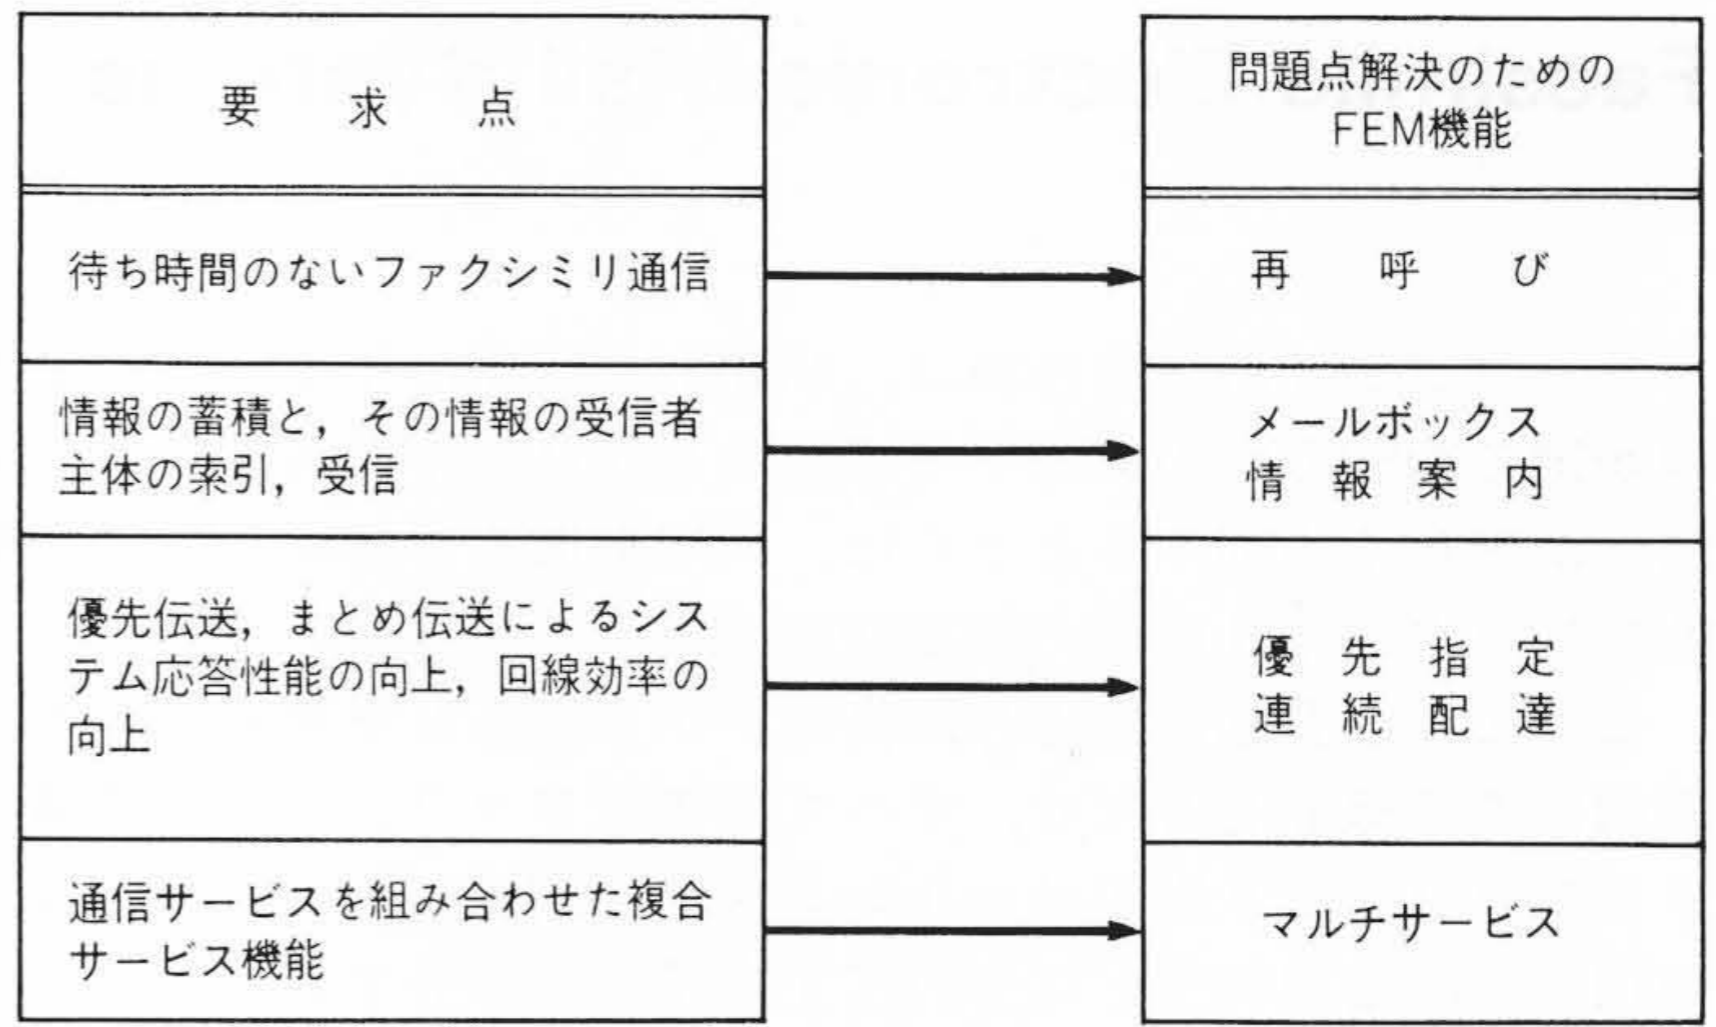 要求点
問題点解決のための
FEM機能
待ち時間のないファクシミリ通信
再呼び
情報の蓄積と，その情報の受信者
主体の索引，受信
メールボックス
情報案内
優先伝送，まとめ伝送によるシス
テム応答性能の向上，回線効率の
向上
優先指定
連続配達
通信サービスを組み合わせた複合
サービス機能
マルチサービス